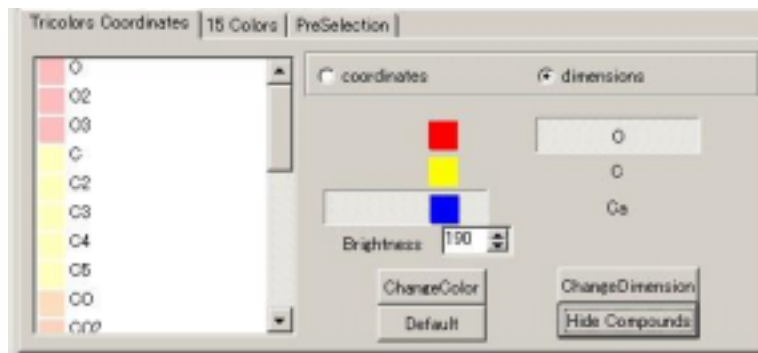 Tricolors Coordinates 15 Colors PreSelection
O
O2
O3
C
C2
C3
C4
C5
CO
CO2
coordinates dimensions
O
C
Ca
Brightness 190
ChangeColor ChangeDimension
Default Hide Compounds